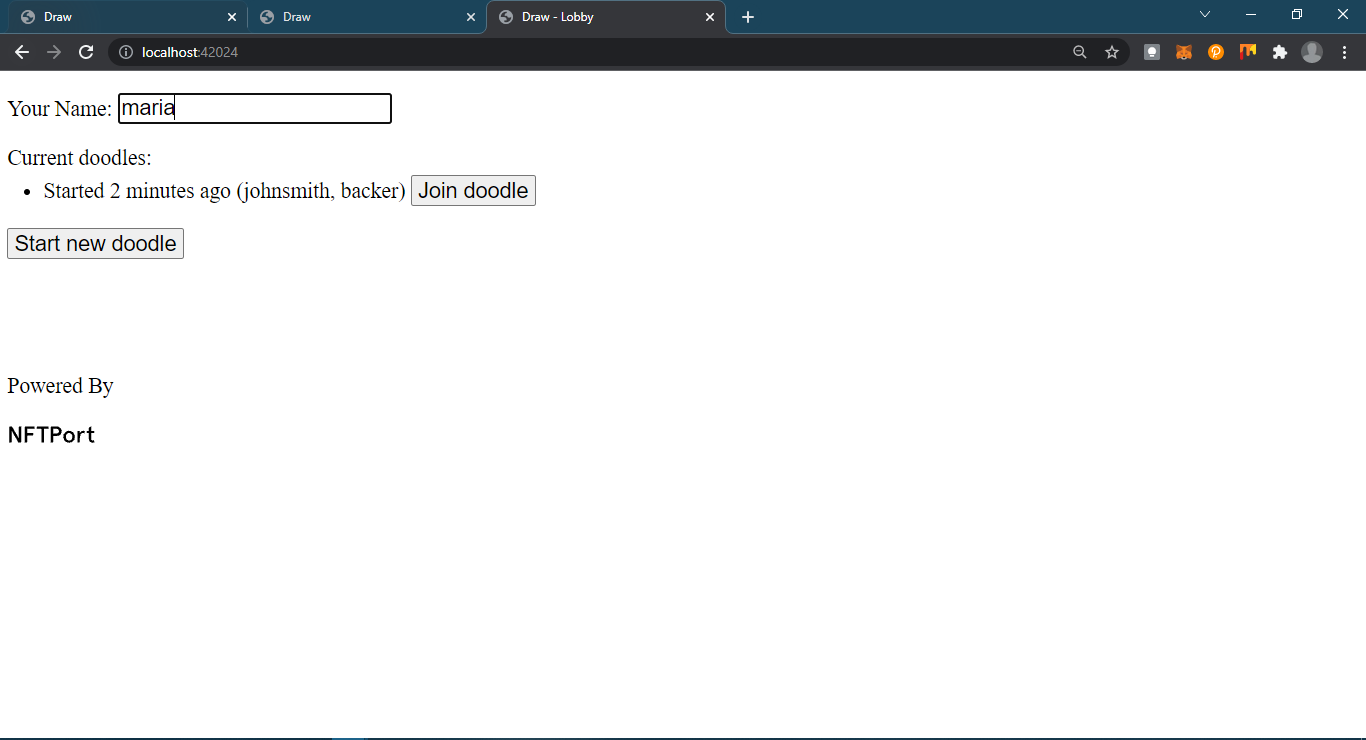 Draw
Draw
Draw - Lobby
localhost:42024
Your Name: maria
Current doodles:
• Started 2 minutes ago (johnsmith, backer) Join doodle
Start new doodle
Powered By
NFTPort